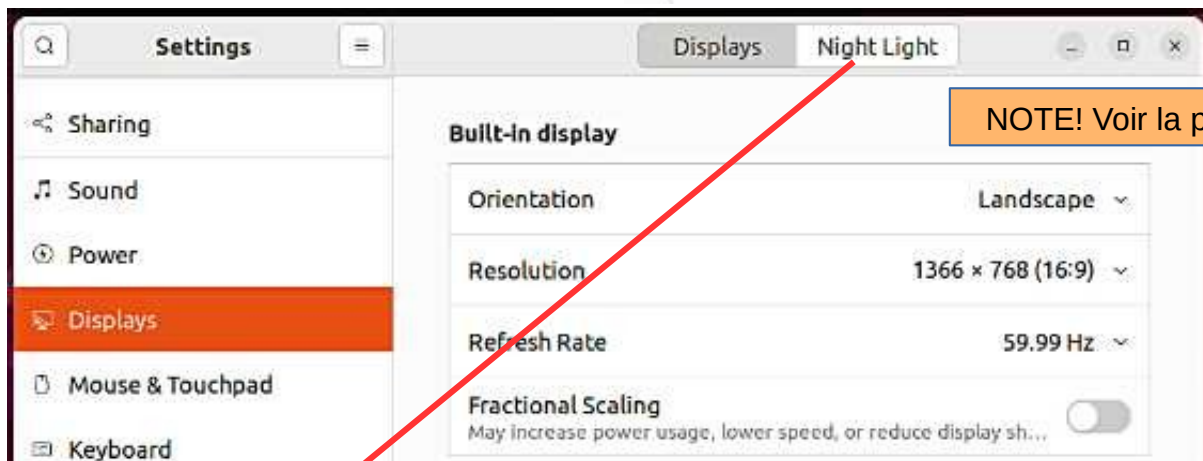 Settings
Displays Night Light
NOTE! Voir la p
Sharing
Built-in display
Sound
Orientation Landscape
Power
Resolution 1366 × 768 (16:9)
Displays
Refresh Rate 59.99 Hz
Mouse & Touchpad
Fractional Scaling
May increase power usage, lower speed, or reduce display sh...
Keyboard